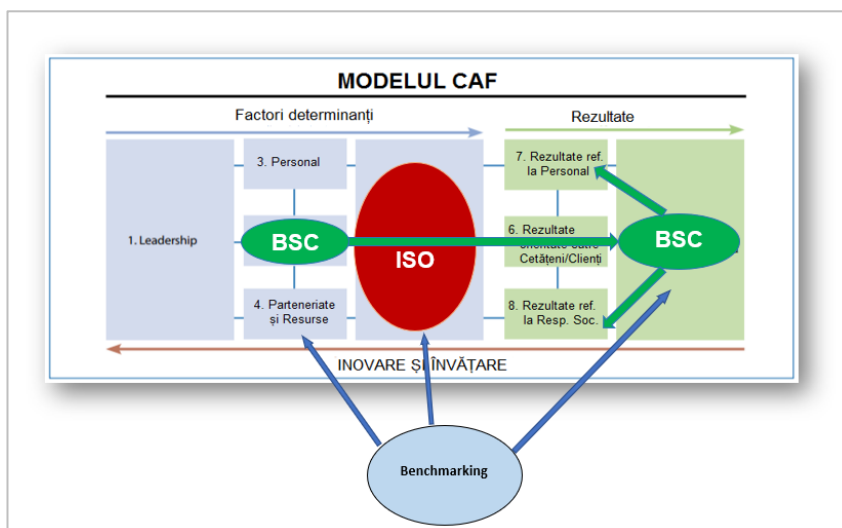 MODELUL CAF
Factori determinanți
Rezultate
1. Leadership
3. Personal
BSC
4. Parteneriate
și Resurse
ISO
7. Rezultate ref.
la Personal
6. Rezultate
Cetățeni/Clienți
8. Rezultate ref.
la Resp. Soc.
BSC
INOVARE ȘI ÎNVĂȚARE
Benchmarking